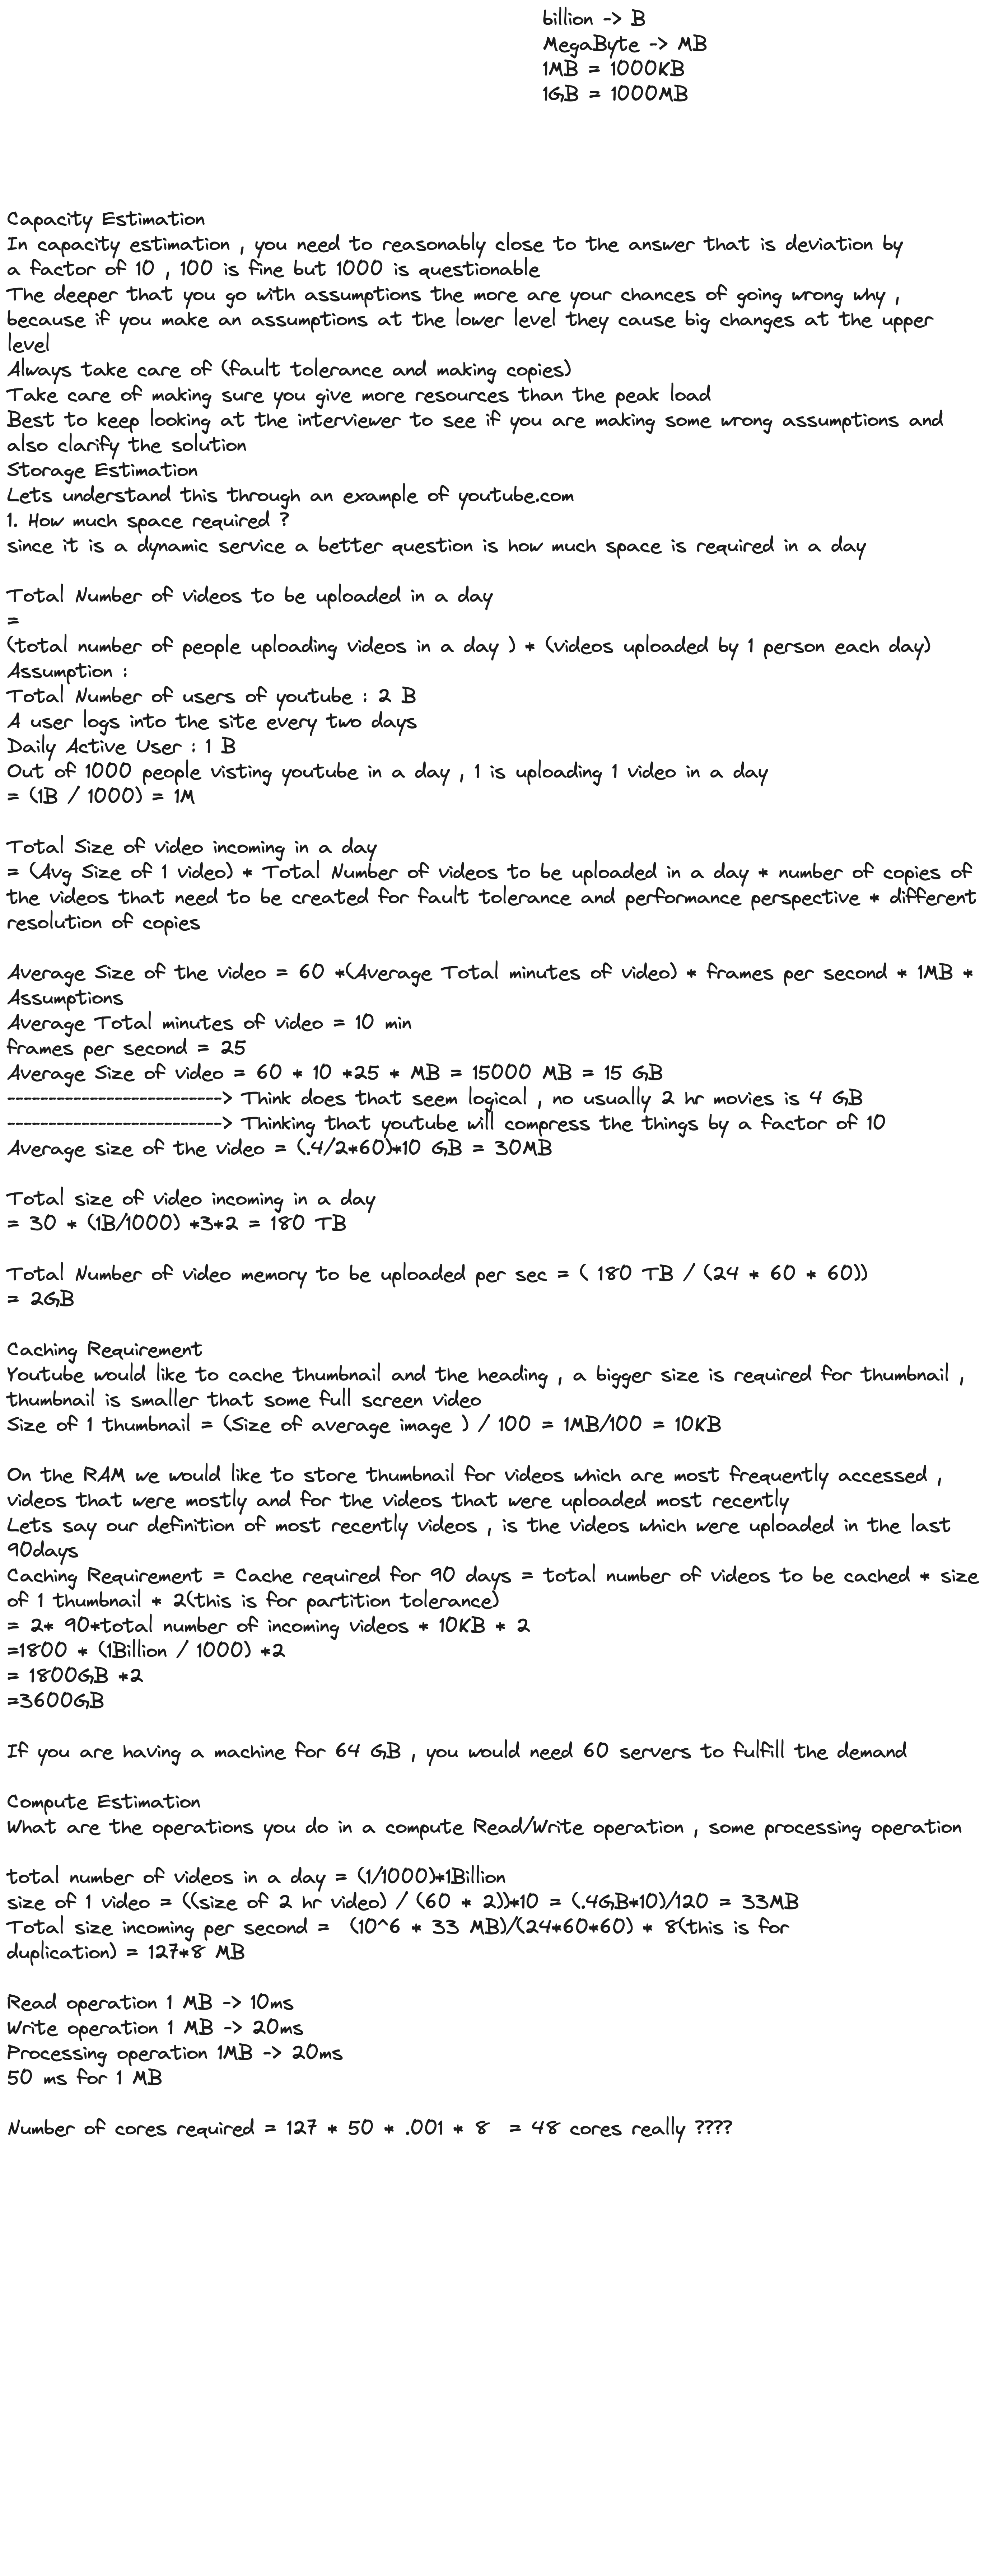 billion -> B
MegaByte -> MB
1MB = 1000KB
1GB = 1000MB
Capacity Estimation
In capacity estimation , you need to reasonably close to the answer that is deviation by
a factor of 10 , 100 is fine but 1000 is questionable
The deeper that you go with assumptions the more are your chances of going wrong why ,
because if you make an assumptions at the lower level they cause big changes at the upper
level
Always take care of (fault tolerance and making copies)
Take care of making sure you give more resources than the peak load
Best to keep looking at the interviewer to see if you are making some wrong assumptions and
also clarify the solution
Storage Estimation
Lets understand this through an example of youtube.com
1. How much space required ?
since it is a dynamic service a better question is how much space is required in a day
Total Number of videos to be uploaded in a day
=
(total number of people uploading videos in a day ) * (videos uploaded by 1 person each day)
Assumption :
Total Number of users of youtube : 2 B
A user logs into the site every two days
Daily Active User : 1 B
Out of 1000 people visting youtube in a day , 1 is uploading 1 video in a day
= (1B / 1000) = 1M
Total Size of video incoming in a day
= (Avg Size of 1 video) * Total Number of videos to be uploaded in a day * number of copies of
the videos that need to be created for fault tolerance and performance perspective * different
resolution of copies
Average Size of the video = 60 *(Average Total minutes of video) * frames per second * 1MB *
Assumptions
Average Total minutes of video = 10 min
frames per second = 25
Average Size of video = 60 * 10 *25 * MB = 15000 MB = 15 GB
--------------------------> Think does that seem logical , no usually 2 hr movies is 4 GB
--------------------------> Thinking that youtube will compress the things by a factor of 10
Average size of the video = (.4/2*60)*10 GB = 30MB
Total size of video incoming in a day
= 30 * (1B/1000) *3*2 = 180 TB
Total Number of video memory to be uploaded per sec = ( 180 TB / (24 * 60 * 60))
= 2GB
Caching Requirement
Youtube would like to cache thumbnail and the heading , a bigger size is required for thumbnail ,
thumbnail is smaller that some full screen video
Size of 1 thumbnail = (Size of average image ) / 100 = 1MB/100 = 10KB
On the RAM we would like to store thumbnail for videos which are most frequently accessed ,
videos that were mostly and for the videos that were uploaded most recently
Lets say our definition of most recently videos , is the videos which were uploaded in the last
90days
Caching Requirement = Cache required for 90 days = total number of videos to be cached * size
of 1 thumbnail * 2(this is for partition tolerance)
= 2* 90*total number of incoming videos * 10KB * 2
=1800 * (1Billion / 1000) *2
= 1800GB *2
=3600GB
If you are having a machine for 64 GB , you would need 60 servers to fulfill the demand
Compute Estimation
What are the operations you do in a compute Read/Write operation , some processing operation
total number of videos in a day = (1/1000)*1Billion
size of 1 video = ((size of 2 hr video) / (60 * 2))*10 = (.4GB*10)/120 = 33MB
Total size incoming per second =  (10^6 * 33 MB)/(24*60*60) * 8(this is for
duplication) = 127*8 MB
Read operation 1 MB -> 10ms
Write operation 1 MB -> 20ms
Processing operation 1MB -> 20ms
50 ms for 1 MB
Number of cores required = 127 * 50 * .001 * 8  = 48 cores really ????